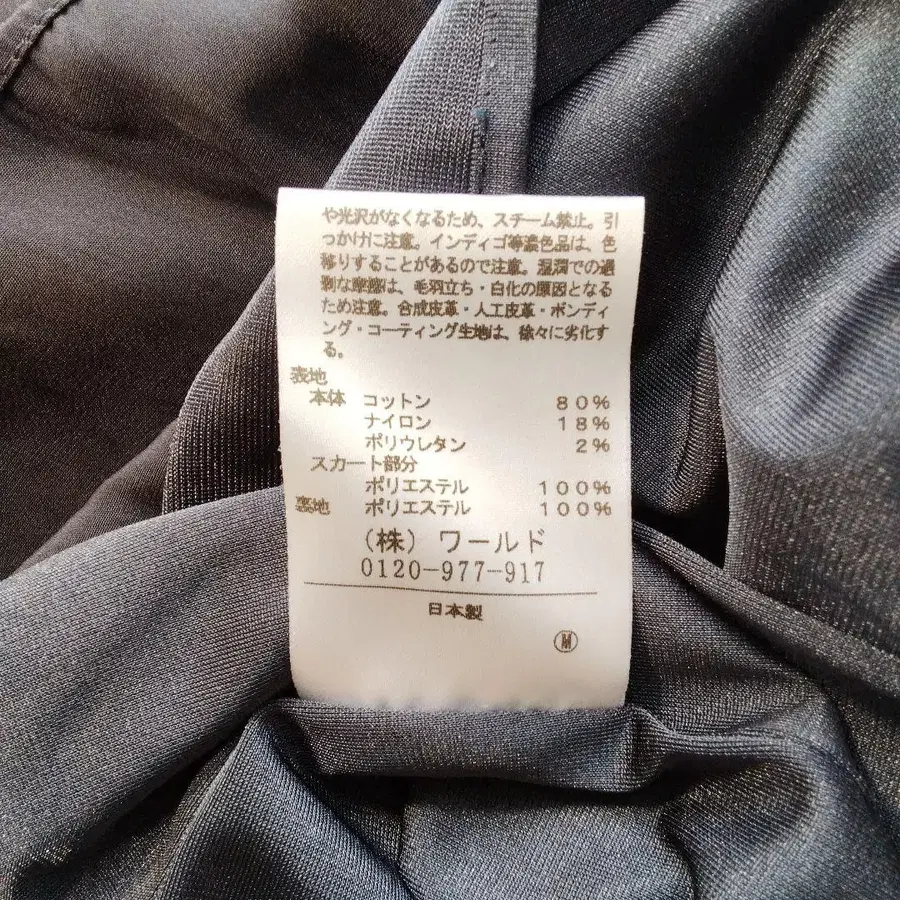 や光沢がなくなるため、スチーム禁止。引
っかけに注意。インディゴ等濃色品は、色
移りすることがあるので注意。湿潤での過
剰な摩擦は、毛羽立ち・白化の原因となる
ため注意。合成皮革・人工皮革・ボンディ
ング・コーティング生地は、徐々に劣化す
る。
表地
本体 コットン 80%
ナイロン 18%
ポリウレタン 2%
スカート部分
ポリエステル 100%
裏地 ポリエステル 100%
(株) ワールド
0120-977-917
日本製
Ⓜ